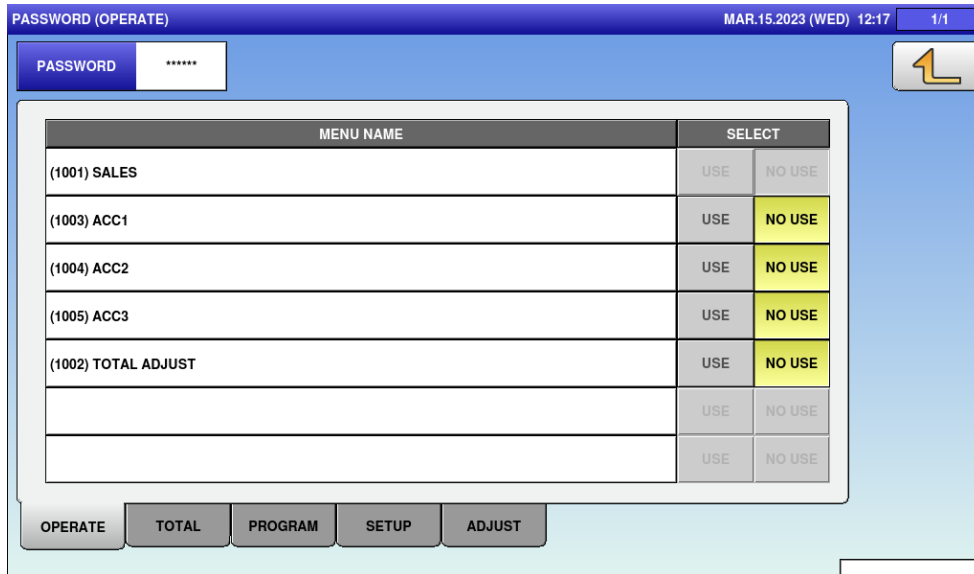 PASSWORD (OPERATE) MAR.15.2023 (WED) 12:17 1/1
PASSWORD ******
MENU NAME SELECT
(1001) SALES USE NO USE
(1003) ACC1 USE NO USE
(1004) ACC2 USE NO USE
(1005) ACC3 USE NO USE
(1002) TOTAL ADJUST USE NO USE
USE NO USE
USE NO USE
OPERATE TOTAL PROGRAM SETUP ADJUST